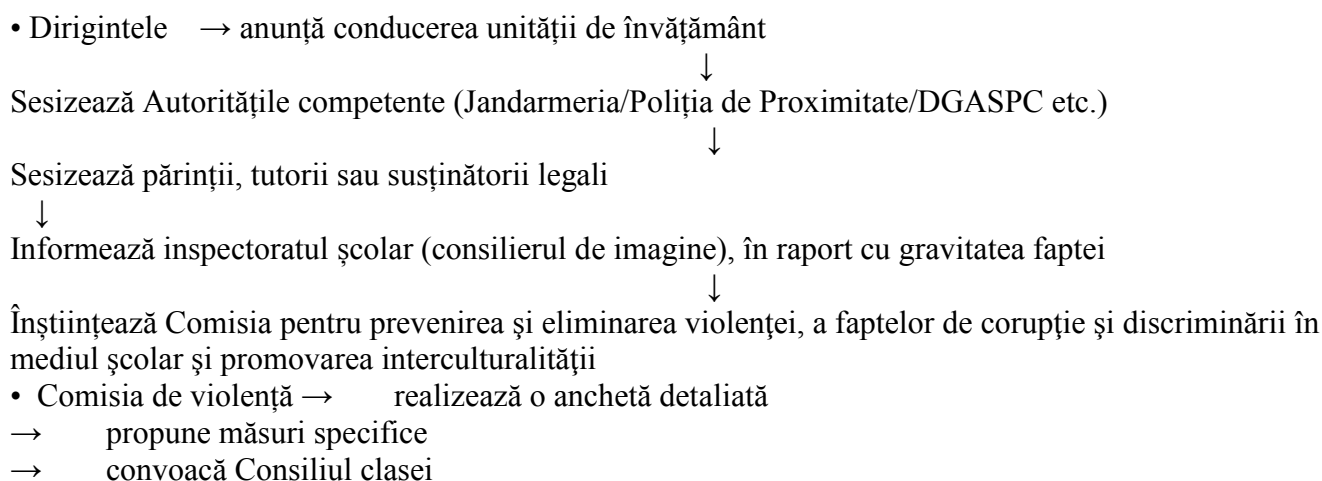 • Dirigintele → anunță conducerea unității de învățământ
↓
Sesizează Autoritățile competente (Jandarmeria/Poliția de Proximitate/DGASPC etc.)
↓
Sesizează părinții, tutorii sau susținătorii legali
↓
Informează inspectoratul școlar (consilierul de imagine), în raport cu gravitatea faptei
↓
Înștiințează Comisia pentru prevenirea şi eliminarea violenţei, a faptelor de corupţie şi discriminării în
mediul şcolar şi promovarea interculturalităţii
• Comisia de violență → realizează o anchetă detaliată
→ propune măsuri specifice
→ convoacă Consiliul clasei